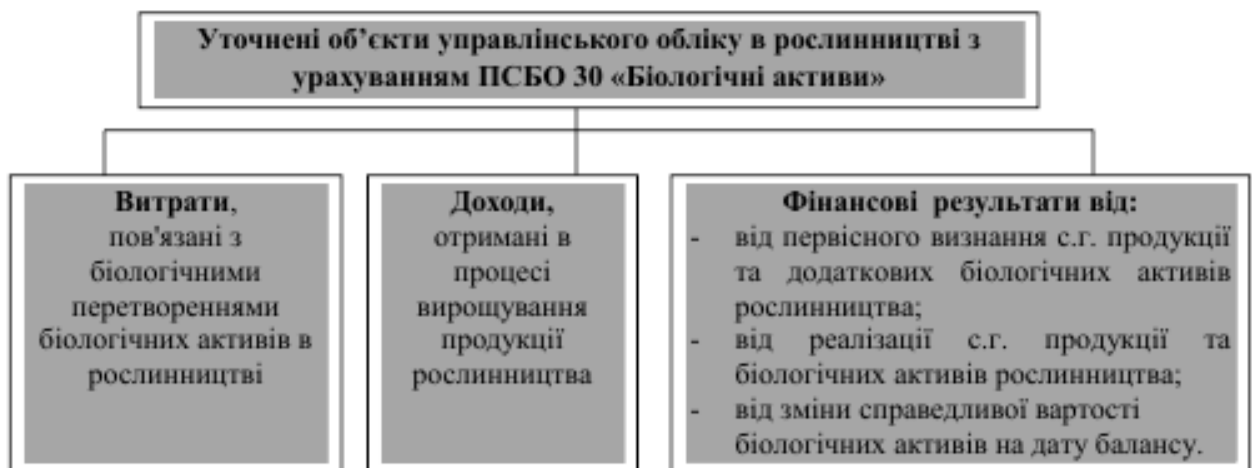 Уточнені об’єкти управлінського обліку в рослинництві з
урахуванням ПСБО 30 «Біологічні активи»
Витрати,
пов'язані з
біологічними
перетвореннями
біологічних активів в
рослинництві
Доходи,
отримані в
процесі
вирощування
продукції
рослинництва
Фінансові результати від:
- від первісного визнання с.г. продукції
та додаткових біологічних активів
рослинництва;
- від реалізації с.г. продукції та
біологічних активів рослинництва;
- від зміни справедливої вартості
біологічних активів на дату балансу.